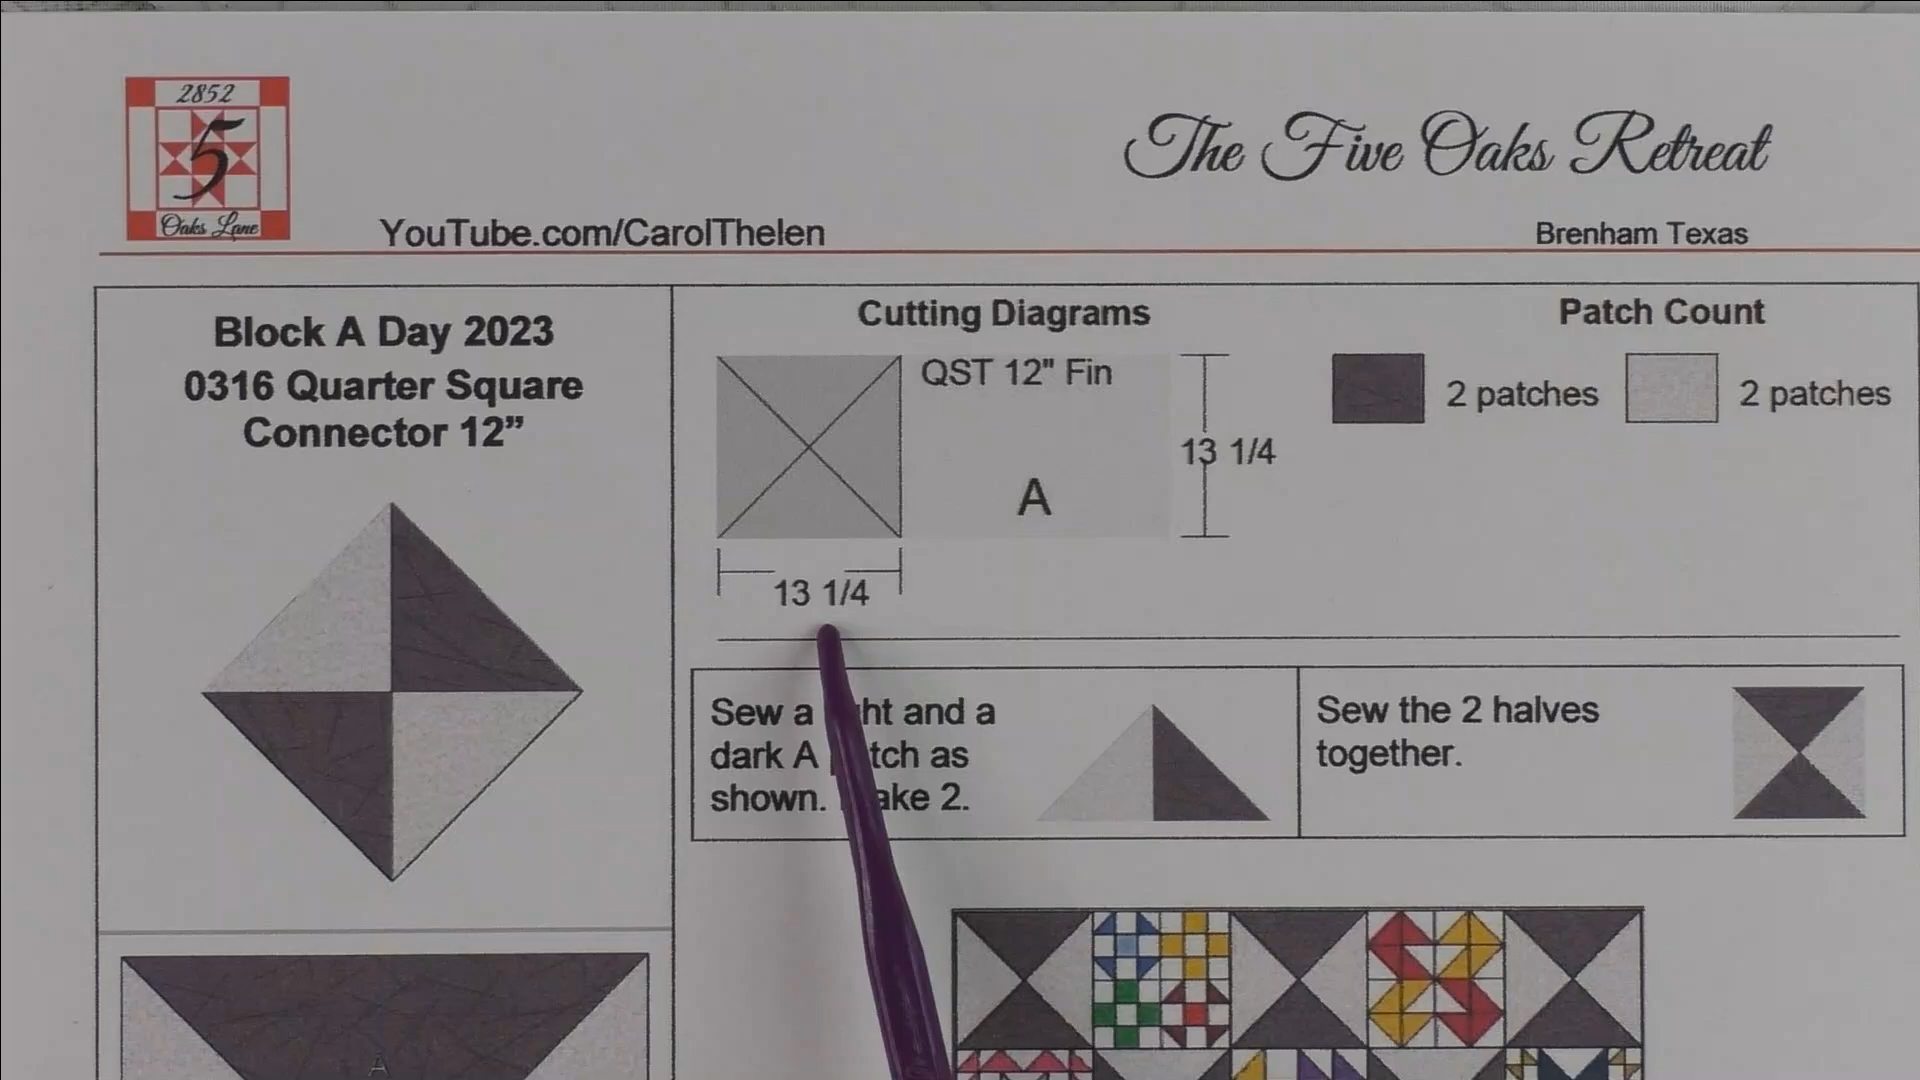 2852
5
Oaks Lane
The Five Oaks Retreat
YouTube.com/CarolThelen
Brenham Texas
Block A Day 2023
0316 Quarter Square
Connector 12”
Cutting Diagrams
QST 12" Fin
A
13 1/4
13 1/4
Patch Count
2 patches
2 patches
Sew a ht and a
dark A tch as
shown. ake 2.
Sew the 2 halves
together.
A